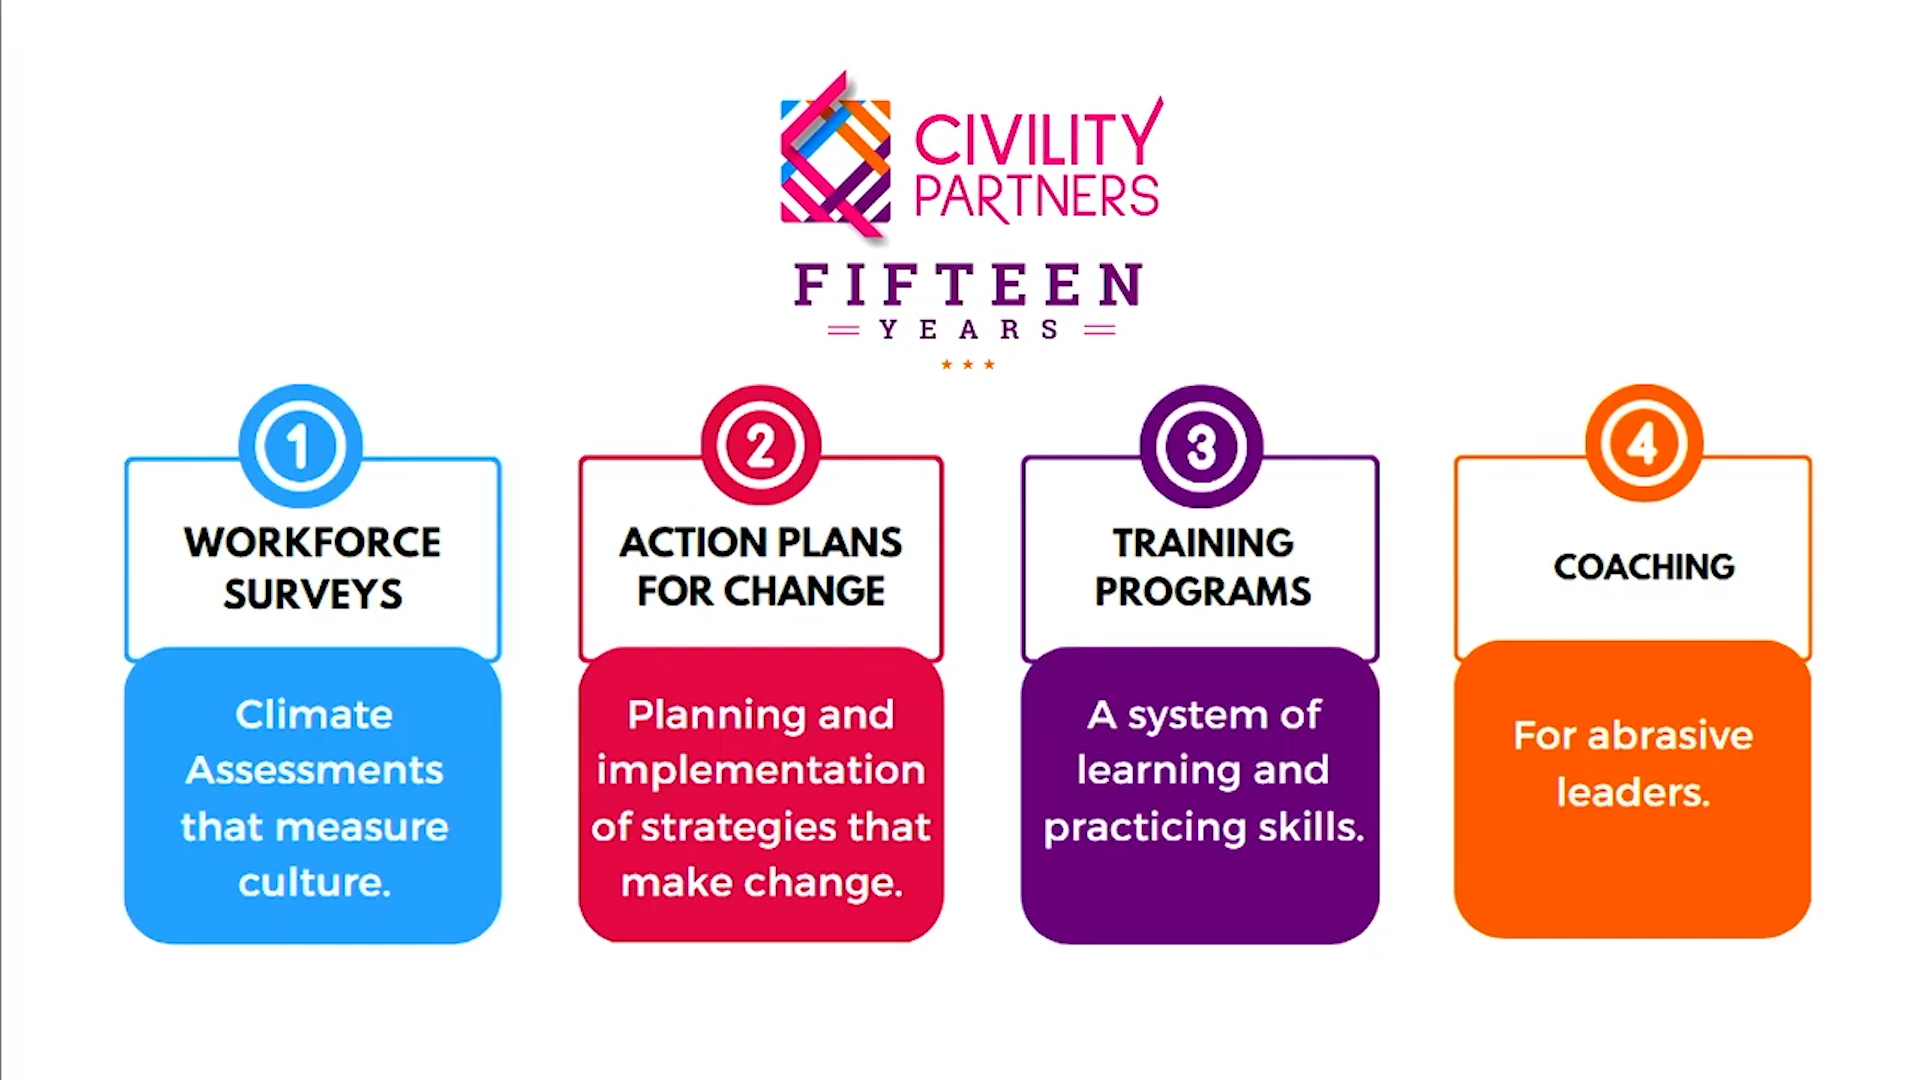 CIVILITY
PARTNERS
FIFTEEN
YEARS
1
WORKFORCE
SURVEYS
Climate
Assessments
that measure
culture.
2
ACTION PLANS
FOR CHANGE
Planning and
implementation
of strategies that
make change.
3
TRAINING
PROGRAMS
A system of
learning and
practicing skills.
4
COACHING
For abrasive
leaders.